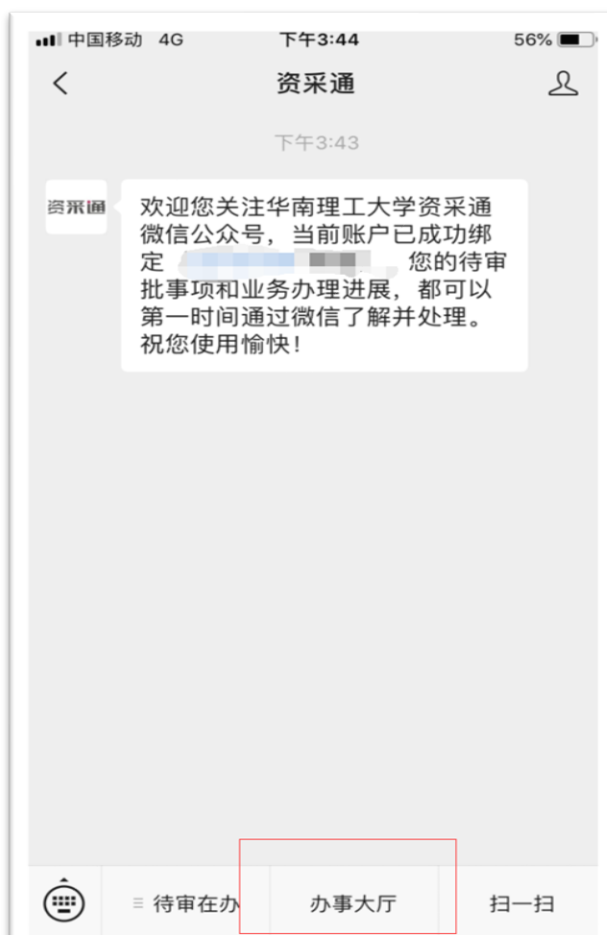 中国移动 4G 下午3:44 56%
资采通
下午3:43
资采通
欢迎您关注华南理工大学资采通
微信公众号，当前账户已成功绑
定 您的待审
批事项和业务办理进展，都可以
第一时间通过微信了解并处理。
祝您使用愉快！
待审在办 办事大厅 扫一扫